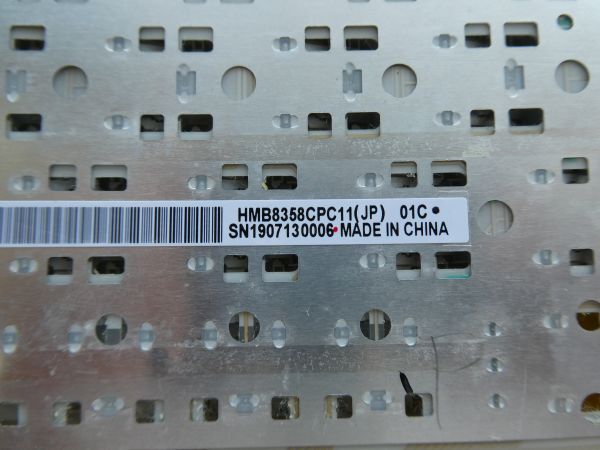 HMB8358CPC11(JP) 01C
SN1907130006 MADE IN CHINA